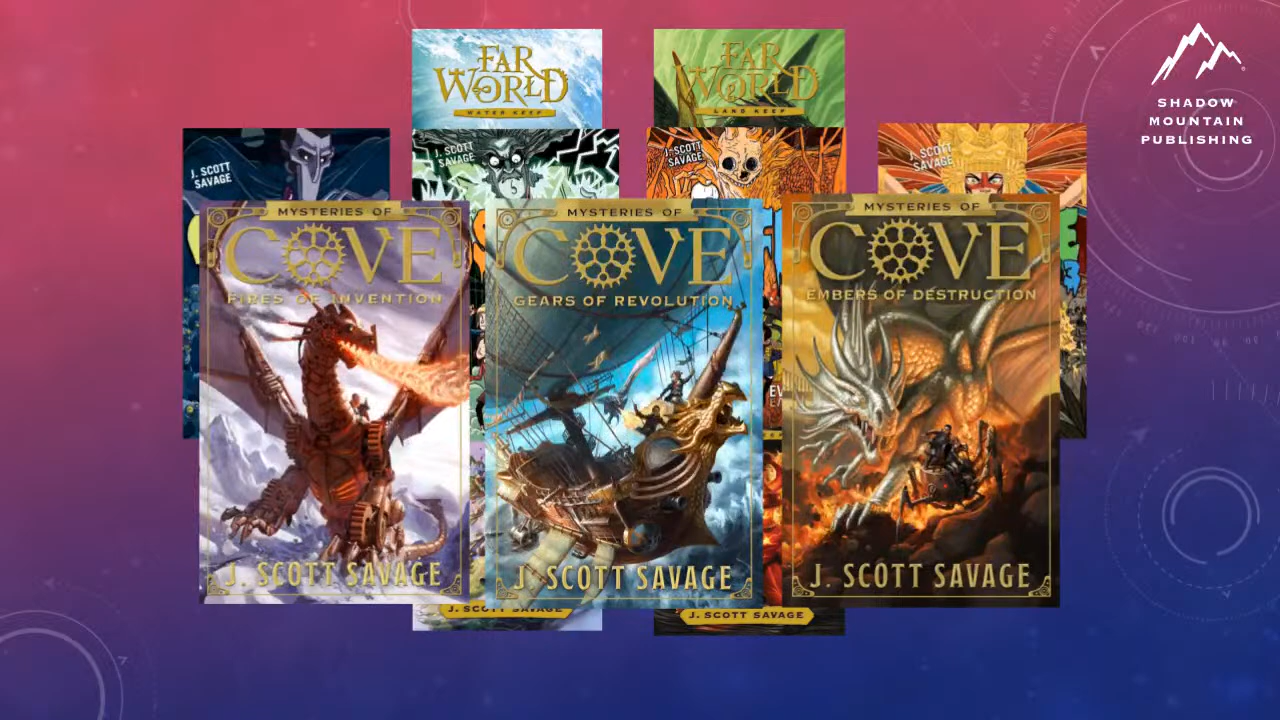 FAR
WORLD
WATER KEEP
FAR
WORLD
LAND KEEP
SHADOW
MOUNTAIN
PUBLISHING
J. SCOTT
SAVAGE
J. SCOTT
SAVAGE
J. SCOTT
SAVAGE
J. SCOTT
SAVAGE
MYSTERIES OF
COVE
FIRES OF INVENTION
J. SCOTT SAVAGE
MYSTERIES OF
COVE
GEARS OF REVOLUTION
J. SCOTT SAVAGE
MYSTERIES OF
COVE
EMBERS OF DESTRUCTION
J. SCOTT SAVAGE
3
J. SCOTT SAVAGE
J. SCOTT SAVAGE